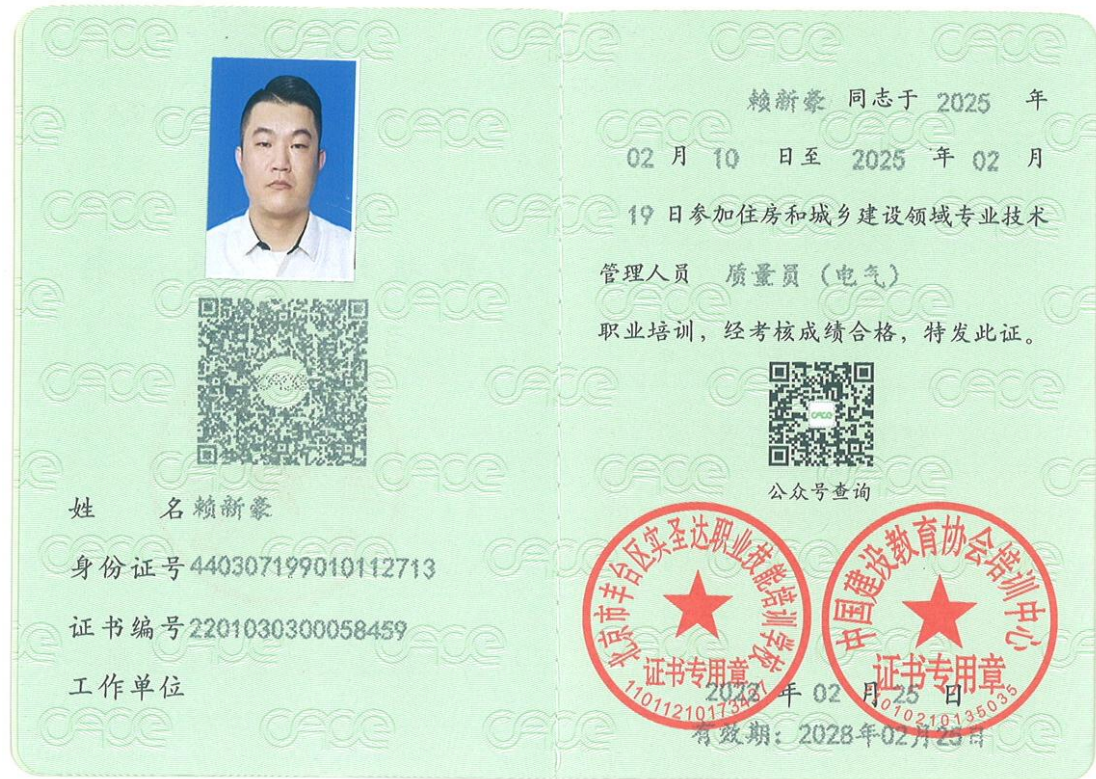 赖新豪 同志于 2025 年
02 月 10 日至 2025 年 02 月
19 日参加住房和城乡建设领域专业技术
管理人员 质量员（电气）
职业培训，经考核成绩合格，特发此证。
CACE
公众号查询
姓 名 赖新豪
身份证号 440307199010112713
证书编号 2201030300058459
工作单位
北京市丰台区实圣达职业技能培训学校
证书专用章
中国建设教育协会培训中心
证书专用章
2022 年 02 月 25 日
有效期：2028年02月25日